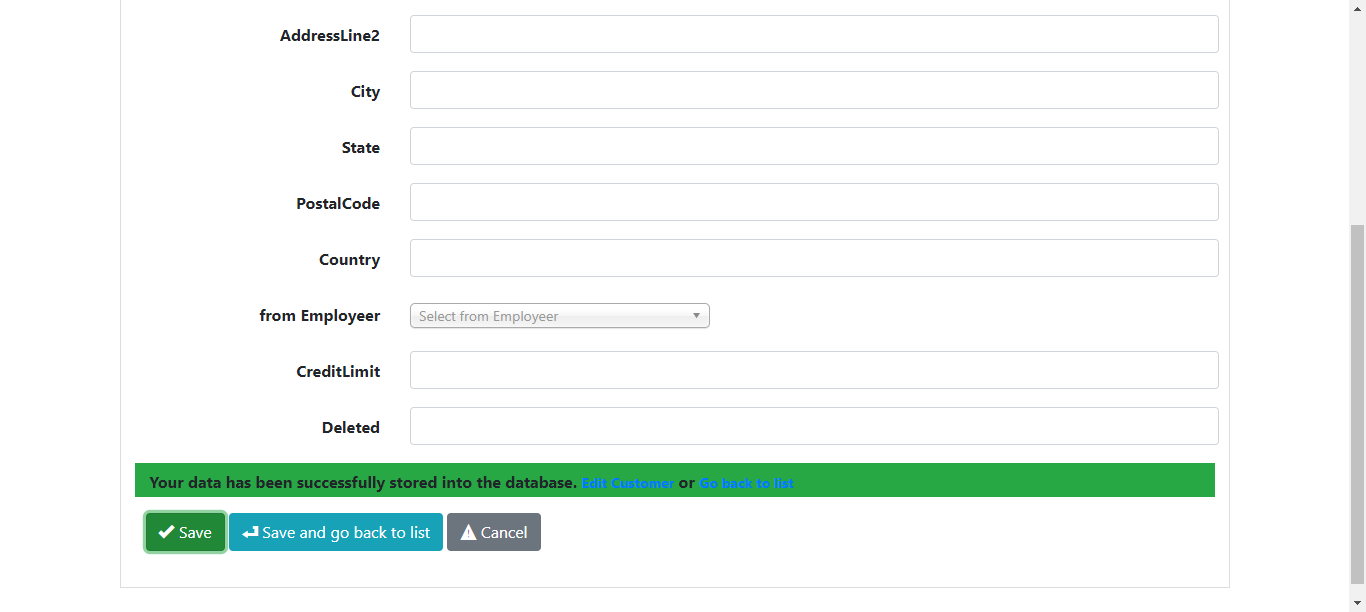 AddressLine2
City
State
PostalCode
Country
from Employeer
Select from Employeer
CreditLimit
Deleted
Your data has been successfully stored into the database. Edit Customer or Go back to list
Save
Save and go back to list
Cancel